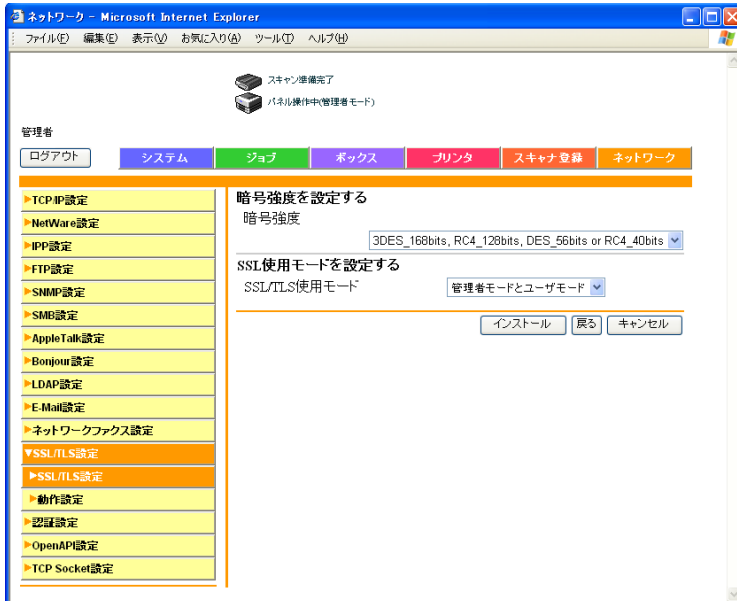 ネットワーク - Microsoft Internet Explorer
ファイル(F) 編集(E) 表示(V) お気に入り(A) ツール(T) ヘルプ(H)
スキャン準備完了
パネル操作中(管理者モード)
管理者
ログアウト システム ジョブ ボックス プリンタ スキャナ登録 ネットワーク
TCP/IP設定
NetWare設定
IPP設定
FTP設定
SNMP設定
SMB設定
AppleTalk設定
Bonjour設定
LDAP設定
E-Mail設定
ネットワークファクス設定
SSL/TLS設定
SSL/TLS設定
動作設定
認証設定
OpenAPI設定
TCP Socket設定
暗号強度を設定する
暗号強度
3DES_168bits, RC4_128bits, DES_56bits or RC4_40bits
SSL使用モードを設定する
SSL/TLS使用モード 管理者モードとユーザモード
インストール 戻る キャンセル